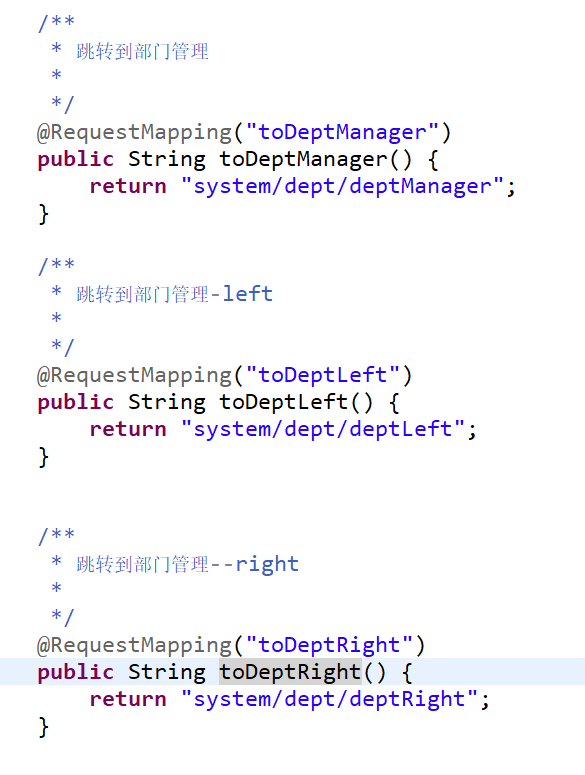 /**
 * 跳转到部门管理
 *
 */
@RequestMapping("toDeptManager")
public String toDeptManager() {
    return "system/dept/deptManager";
}
/**
 * 跳转到部门管理-left
 *
 */
@RequestMapping("toDeptLeft")
public String toDeptLeft() {
    return "system/dept/deptLeft";
}
/**
 * 跳转到部门管理--right
 *
 */
@RequestMapping("toDeptRight")
public String toDeptRight() {
    return "system/dept/deptRight";
}